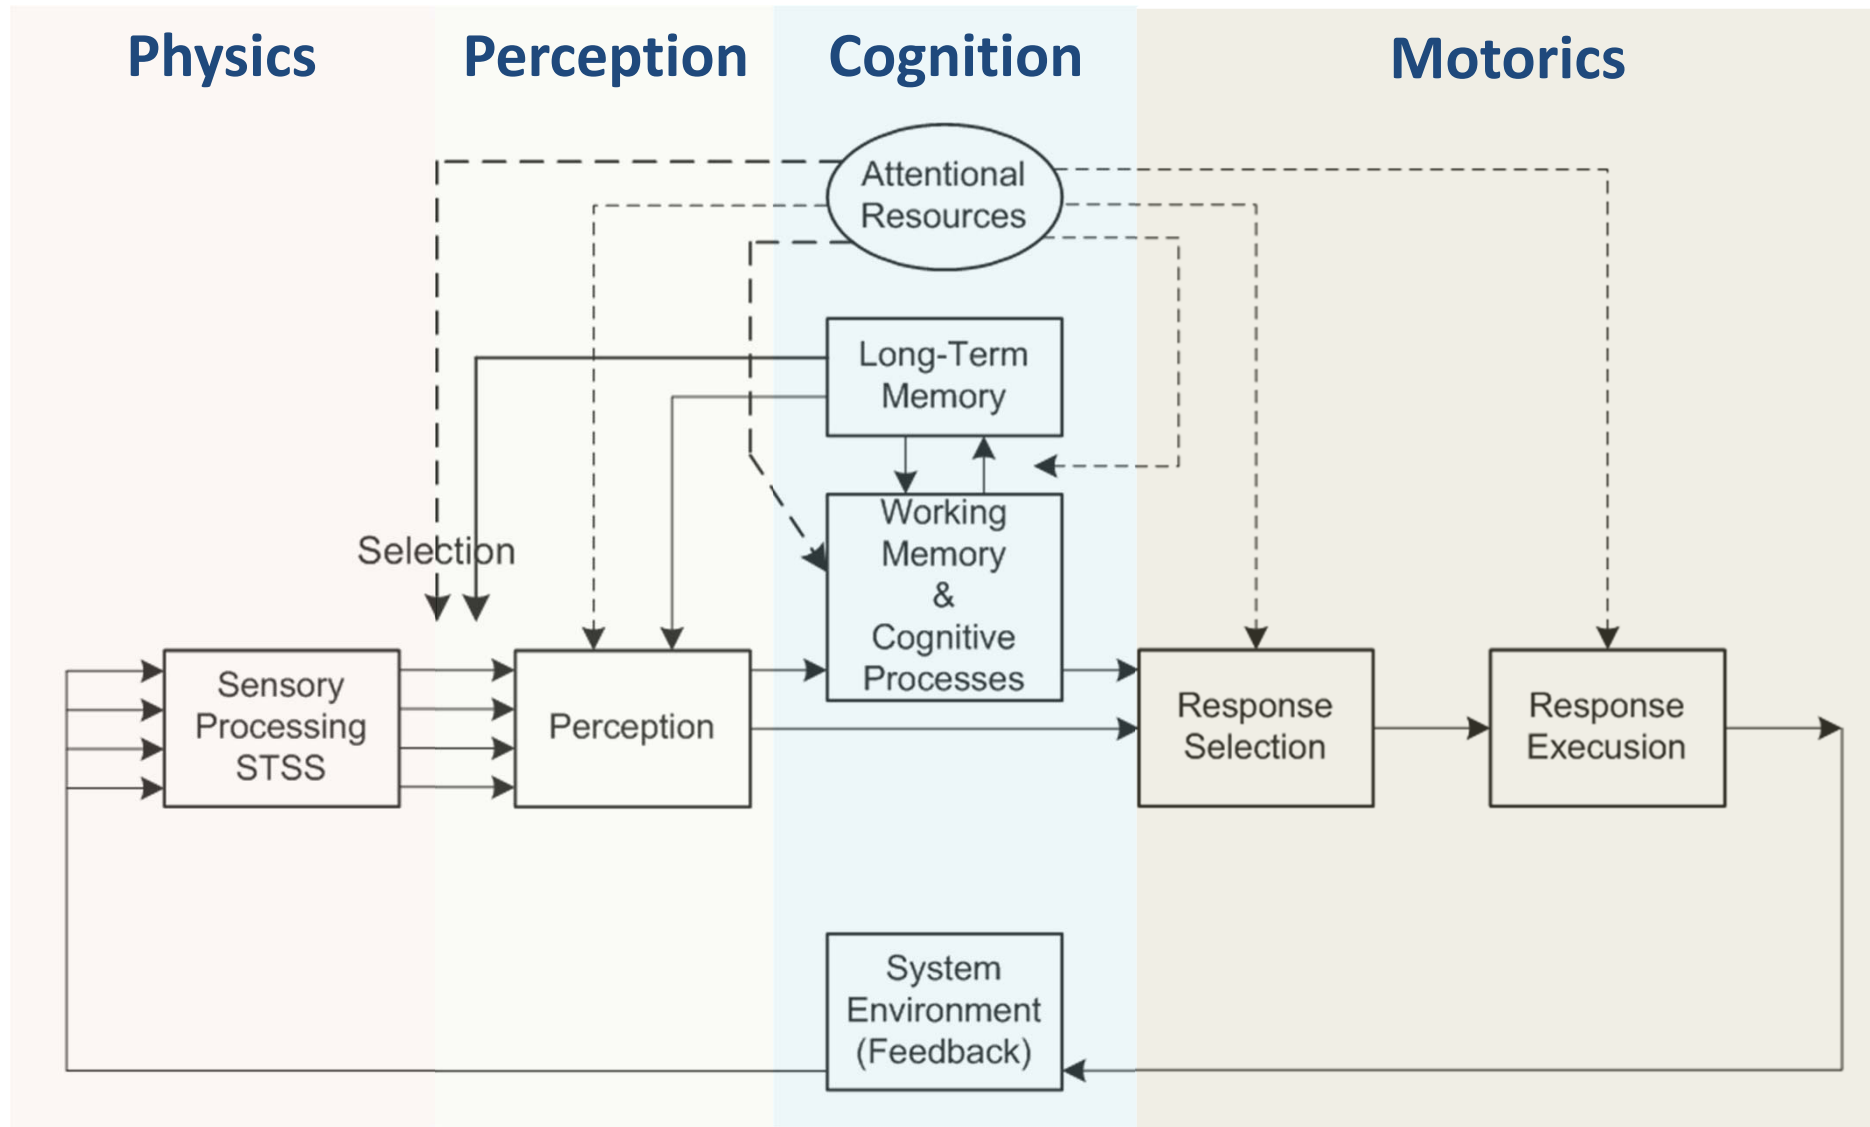 Physics
Perception
Cognition
Motorics
Attentional
Resources
Long-Term
Memory
Selection
Working
Memory
&
Cognitive
Processes
Sensory
Processing
STSS
Perception
Response
Selection
Response
Execusion
System
Environment
(Feedback)